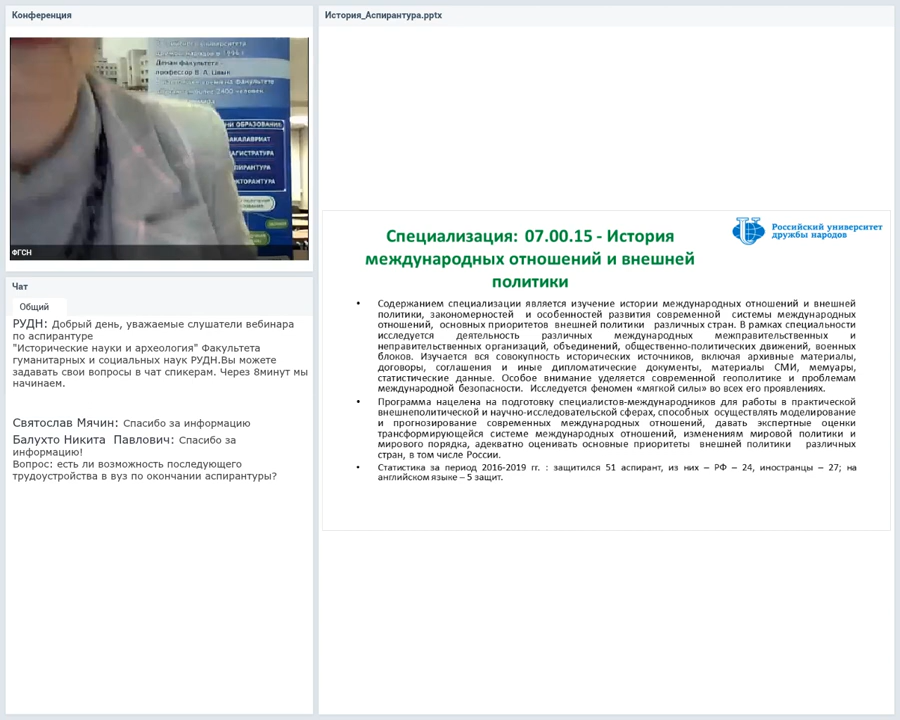 Конференция
История_Аспирантура.pptx
Декан факультета -
профессор В. А. Цвык
2400 человек
ФГСН
Чат
Общий
РУДН: Добрый день, уважаемые слушатели вебинара
по аспирантуре
"Исторические науки и археология" Факультета
гуманитарных и социальных наук РУДН.Вы можете
задавать свои вопросы в чат спикерам. Через 8минут мы
начинаем.
Святослав Мячин: Спасибо за информацию
Балухто Никита Павлович: Спасибо за
информацию!
Вопрос: есть ли возможность последующего
трудоустройства в вуз по окончании аспирантуры?
Специализация: 07.00.15 - История
международных отношений и внешней
политики
Российский университет
дружбы народов
• Содержанием специализации является изучение истории международных отношений и внешней
политики, закономерностей и особенностей развития современной системы международных
отношений, основных приоритетов внешней политики различных стран. В рамках специальности
исследуется деятельность различных международных межправительственных и
неправительственных организаций, объединений, общественно-политических движений, военных
блоков. Изучается вся совокупность исторических источников, включая архивные материалы,
договоры, соглашения и иные дипломатические документы, материалы СМИ, мемуары,
статистические данные. Особое внимание уделяется современной геополитике и проблемам
международной безопасности. Исследуется феномен «мягкой силы» во всех его проявлениях.
• Программа нацелена на подготовку специалистов-международников для работы в практической
внешнеполитической и научно-исследовательской сферах, способных осуществлять моделирование
и прогнозирование современных международных отношений, давать экспертные оценки
трансформирующейся системе международных отношений, изменениям мировой политики и
мирового порядка, адекватно оценивать основные приоритеты внешней политики различных
стран, в том числе России.
• Статистика за период 2016-2019 гг. : защитился 51 аспирант, из них – РФ – 24, иностранцы – 27; на
английском языке – 5 защит.